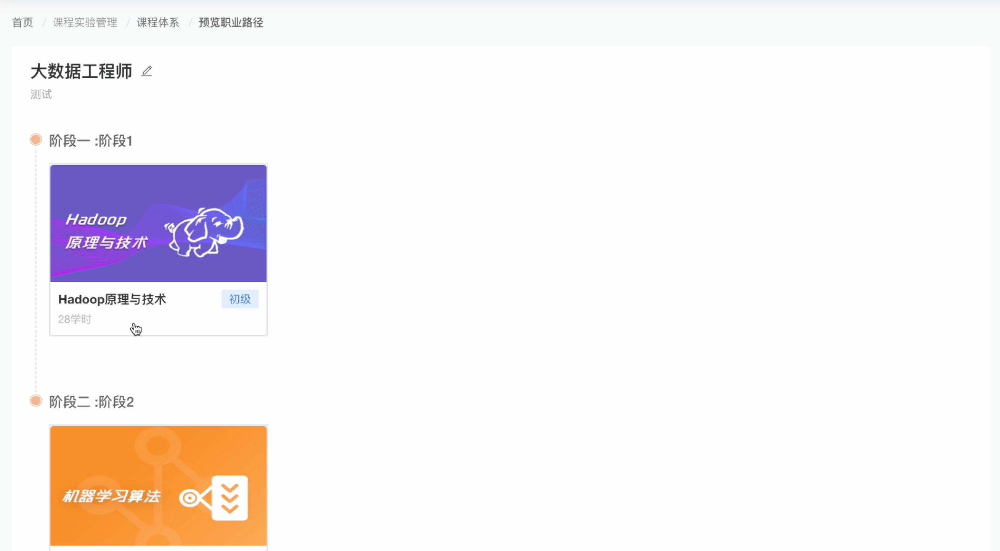 首页 / 课程实验管理 / 课程体系 / 预览职业路径
大数据工程师
测试
阶段一 :阶段1
Hadoop
原理与技术
Hadoop原理与技术 初级
28学时
阶段二 :阶段2
机器学习算法